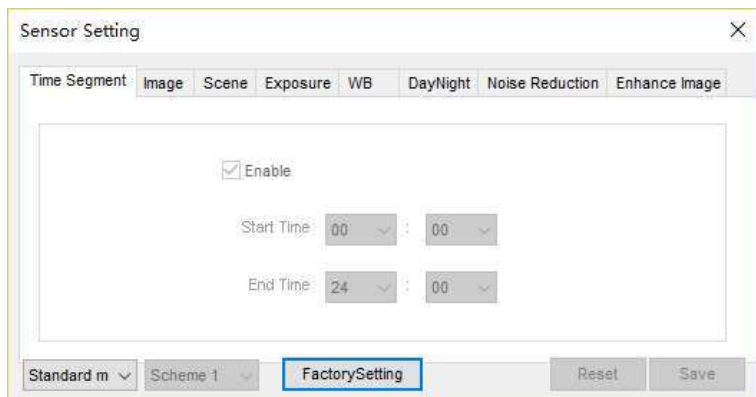 Sensor Setting
Time Segment Image Scene Exposure WB DayNight Noise Reduction Enhance Image
Enable
Start Time 00 : 00
End Time 24 : 00
Standard m Scheme 1 FactorySetting Reset Save